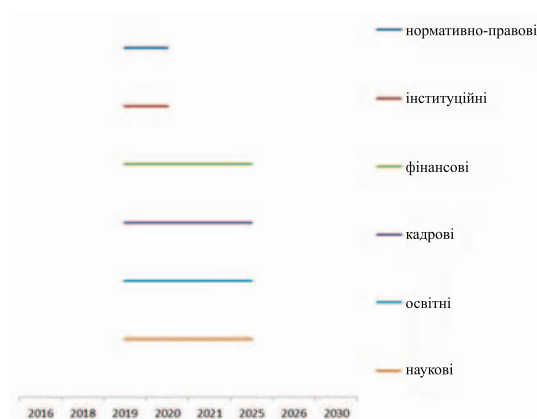 нормативно-правові
інституційні
фінансові
кадрові
освітні
наукові
2016 2018 2019 2020 2021 2025 2026 2030